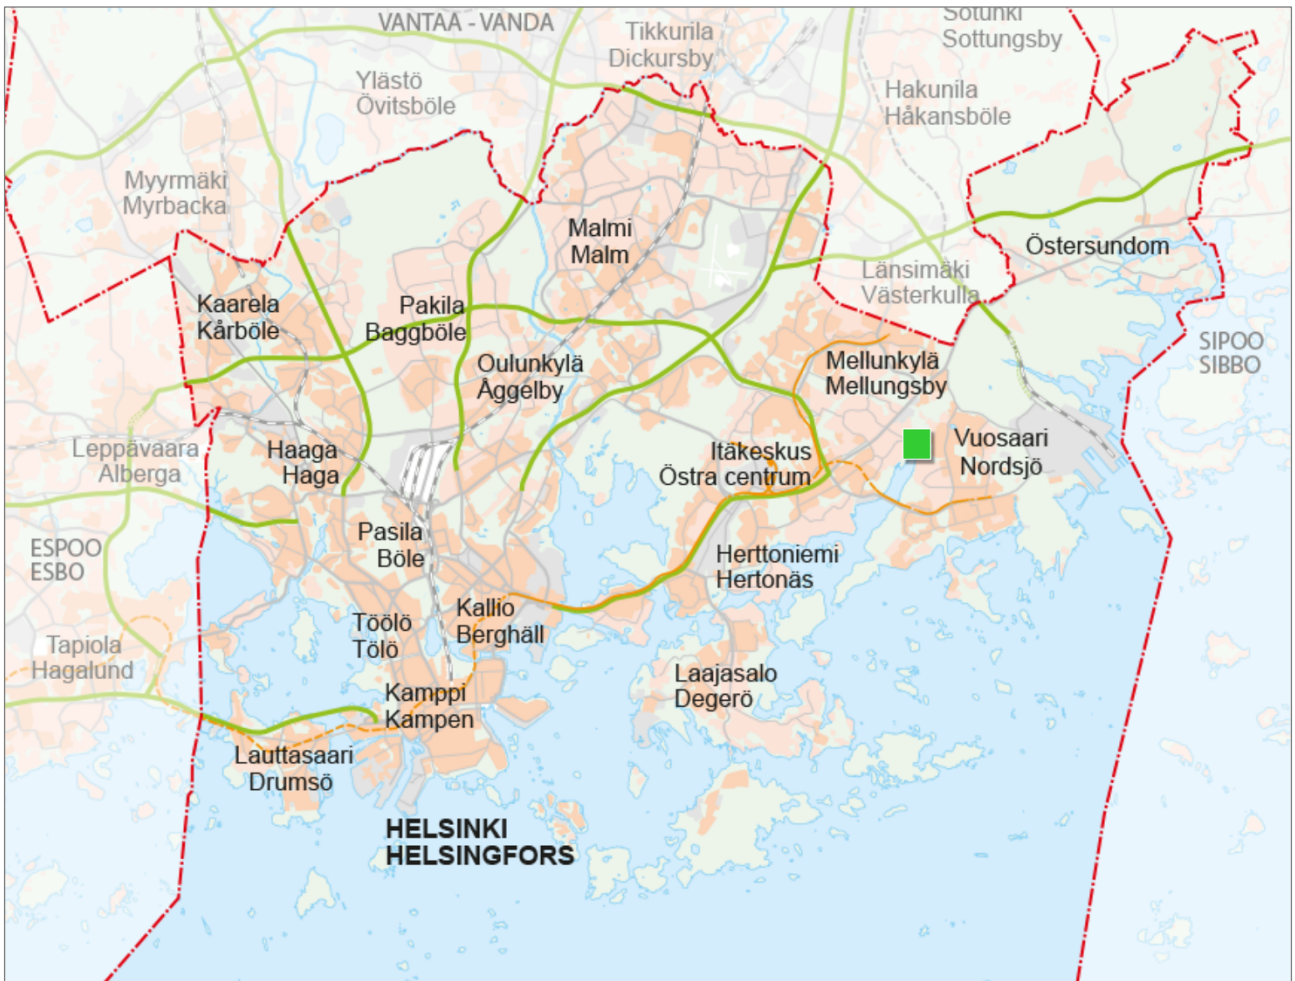 VANTAA - VANDA
Sotunki
Sottungsby
Tikkurila
Dickursby
Ylästö
Övitsböle
Hakunila
Håkansböle
Myyrmäki
Myrbacka
Malmi
Malm
Östersundom
Länsimäki
Västerkulla
Kaarela
Kårböle
Pakila
Baggböle
SIPOO
SIBBO
Oulunkylä
Åggelby
Mellunkylä
Mellungsby
Leppävaara
Alberga
Haaga
Haga
Itäkeskus
Östra centrum
Vuosaari
Nordsjö
ESPOO
ESBO
Pasila
Böle
Herttoniemi
Hertonäs
Töölö
Tölö
Kallio
Berghäll
Tapiola
Hagalund
Laajasalo
Degerö
Kamppi
Kampen
Lauttasaari
Drumsö
HELSINKI
HELSINGFORS